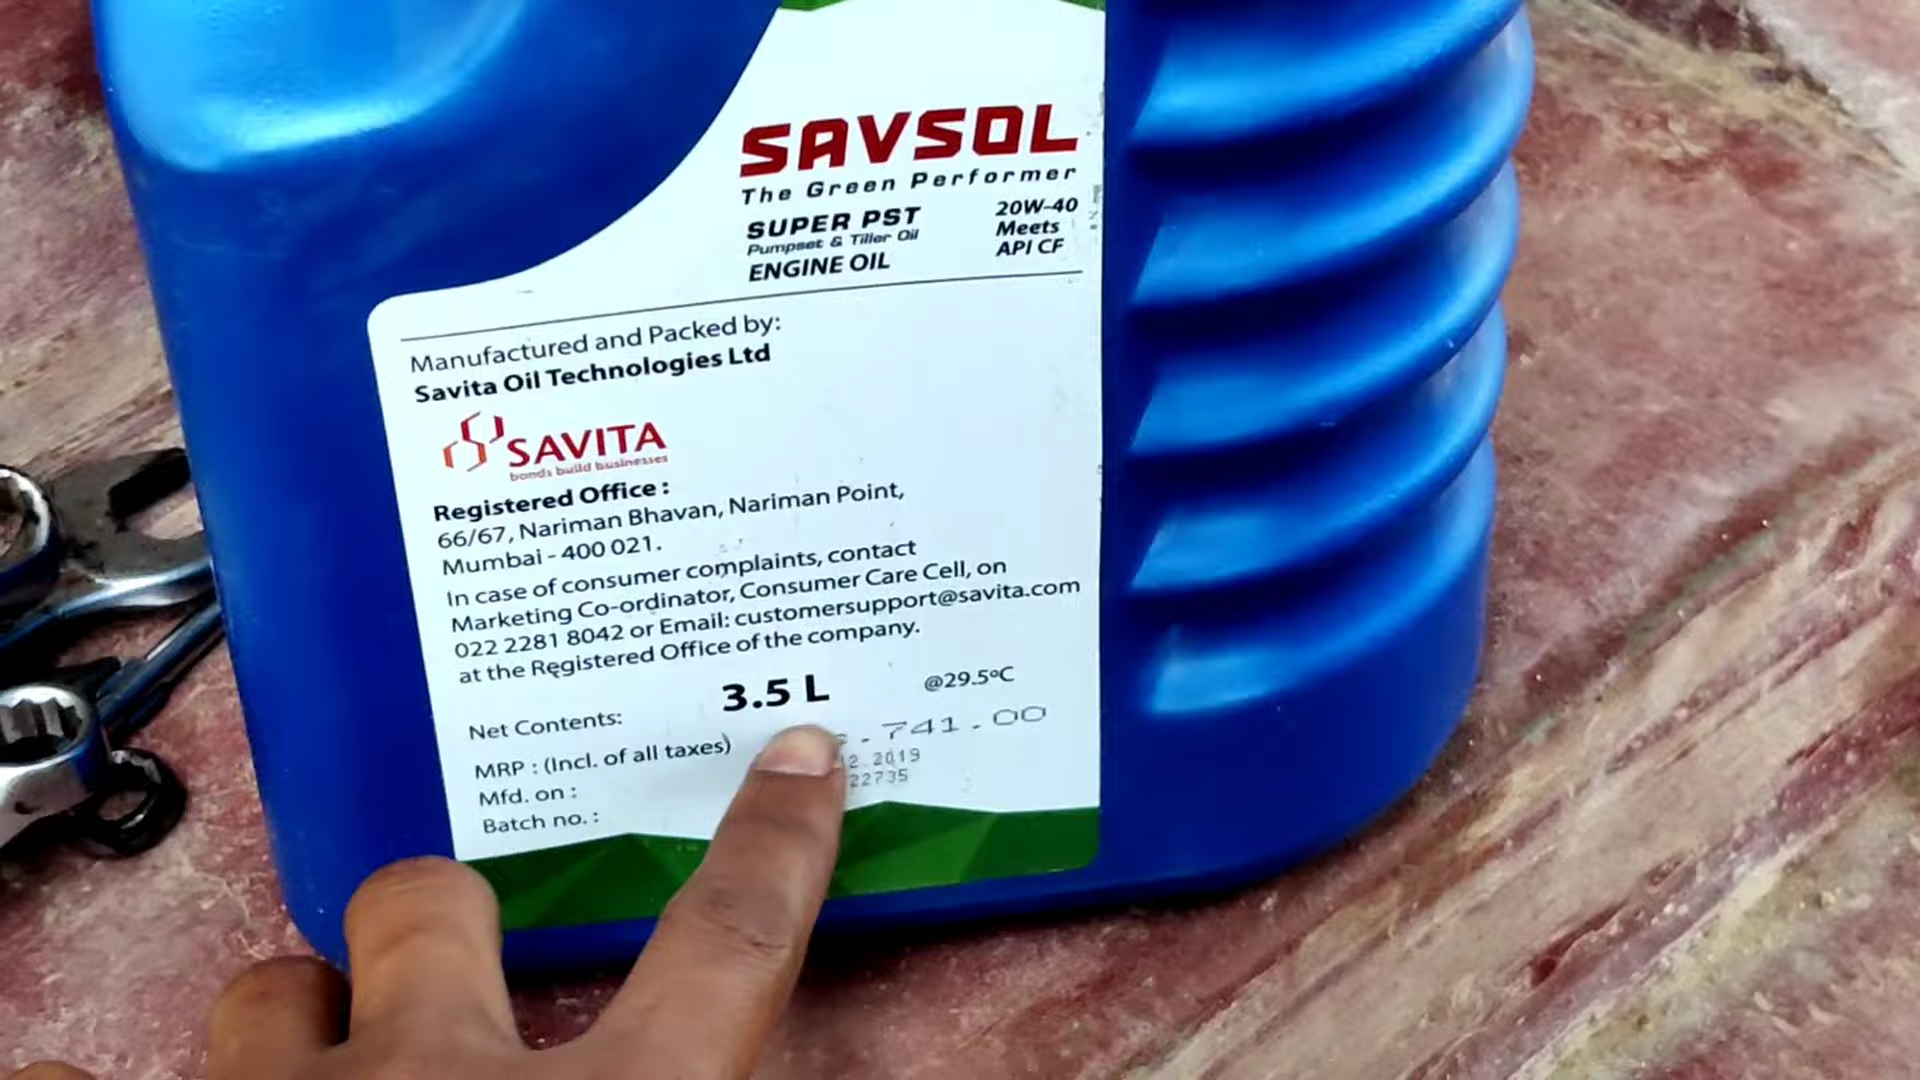 SAVSOL
The Green Performer
SUPER PST
Pumpset & Tiller Oil
ENGINE OIL
20W-40
Meets
API CF
Manufactured and Packed by:
Savita Oil Technologies Ltd
SAVITA
bonds build businesses
Registered Office :
66/67, Nariman Bhavan, Nariman Point,
Mumbai - 400 021.
In case of consumer complaints, contact
Marketing Co-ordinator, Consumer Care Cell, on
022 2281 8042 or Email: customersupport@savita.com
at the Registered Office of the company.
Net Contents: 3.5 L @29.5°C
MRP : (Incl. of all taxes) . 741.00
Mfd. on : 2019
Batch no. :